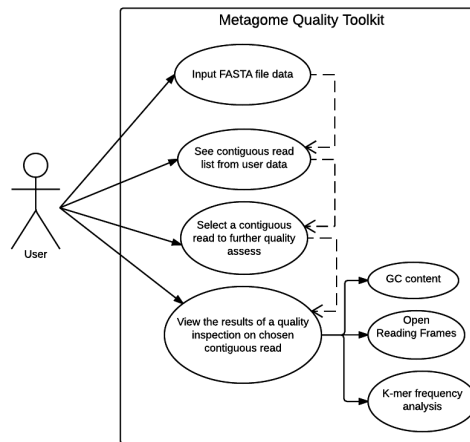 Metagome Quality Toolkit
Input FASTA file data
See contiguous read
list from user data
User
Select a contiguous
read to further quality
assess
View the results of a quality
inspection on chosen
contiguous read
GC content
Open
Reading Frames
K-mer frequency
analysis